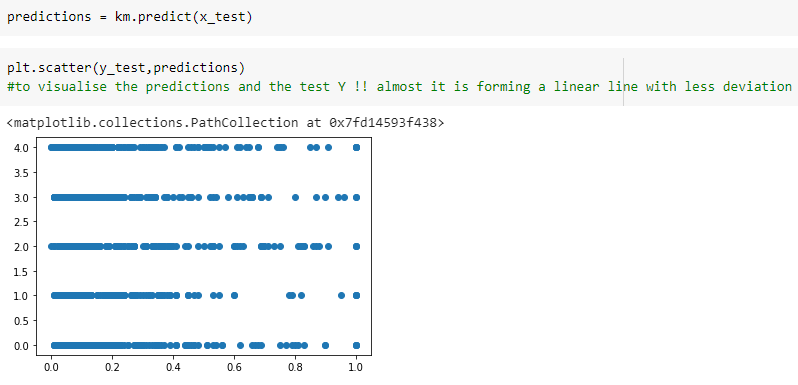 predictions = km.predict(x_test)
plt.scatter(y_test,predictions)
#to visualise the predictions and the test Y !! almost it is forming a linear line with less deviation
<matplotlib.collections.PathCollection at 0x7fd14593f438>
4.0
3.5
3.0
2.5
2.0
1.5
1.0
0.5
0.0
0.0 0.2 0.4 0.6 0.8 1.0